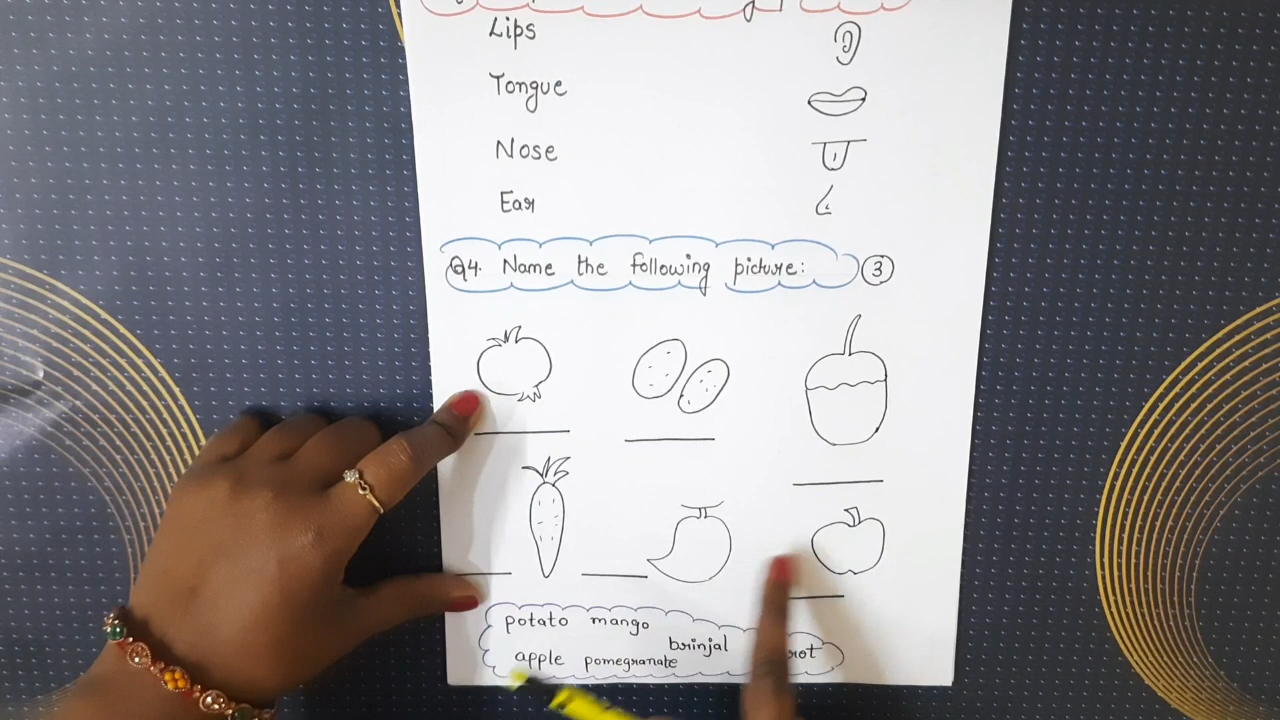 Lips
Tongue
Nose
Ear
Q4. Name the following picture: 3
potato mango
brinjal
apple pomegranate